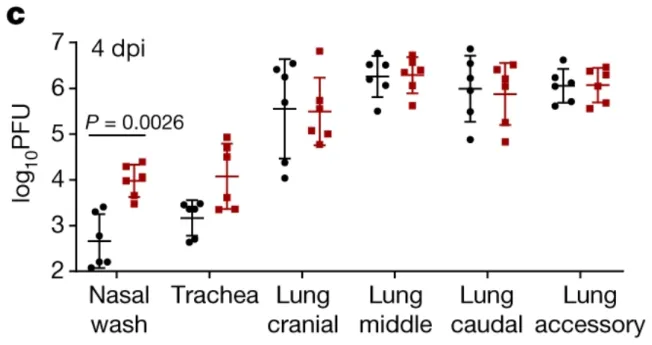 c
4 dpi
P = 0.0026
log10PFU
7
6
5
4
3
2
Nasal wash
Trachea
Lung cranial
Lung middle
Lung caudal
Lung accessory